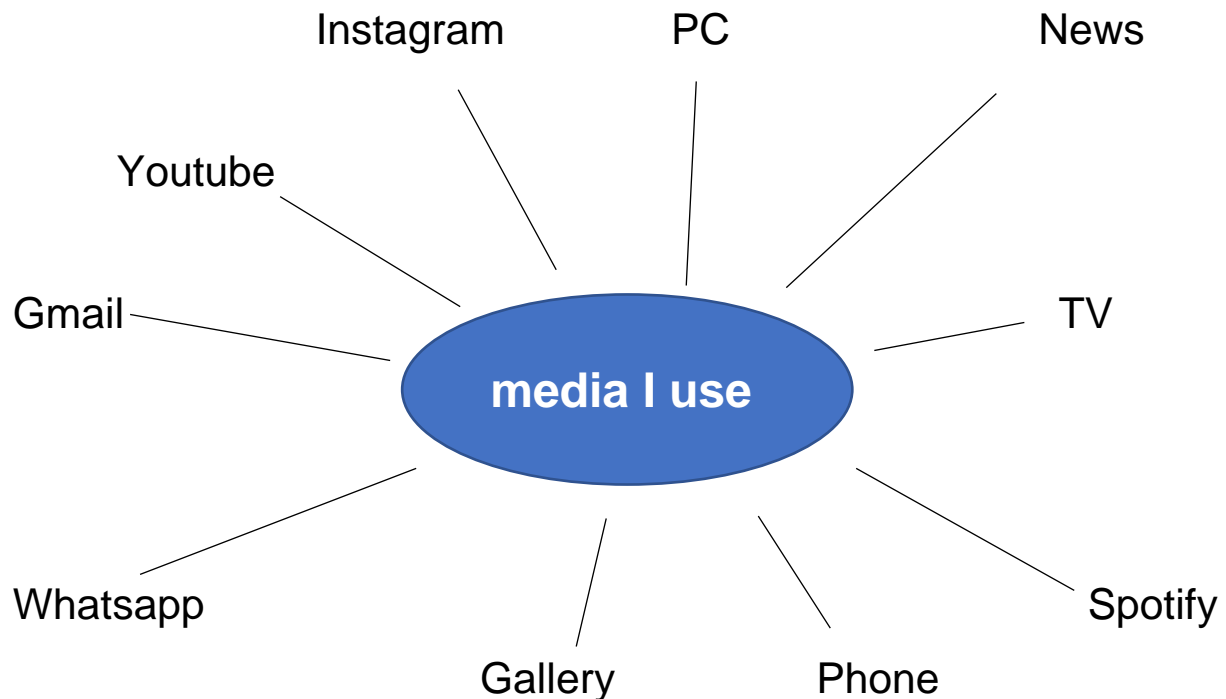 Instagram
PC
News
Youtube
Gmail
TV
media I use
Whatsapp
Spotify
Gallery
Phone